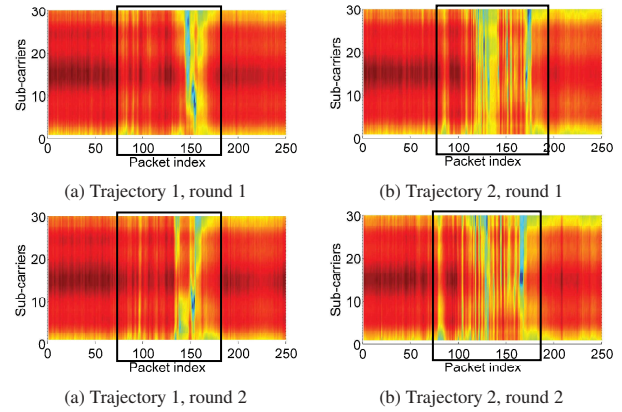 30
20
10
0
Sub-carriers
0 50 100 150 200 250
Packet index
(a) Trajectory 1, round 1
30
20
10
0
Sub-carriers
0 50 100 150 200 250
Packet index
(b) Trajectory 2, round 1
30
20
10
0
Sub-carriers
0 50 100 150 200 250
Packet index
(a) Trajectory 1, round 2
30
20
10
0
Sub-carriers
0 50 100 150 200 250
Packet index
(b) Trajectory 2, round 2